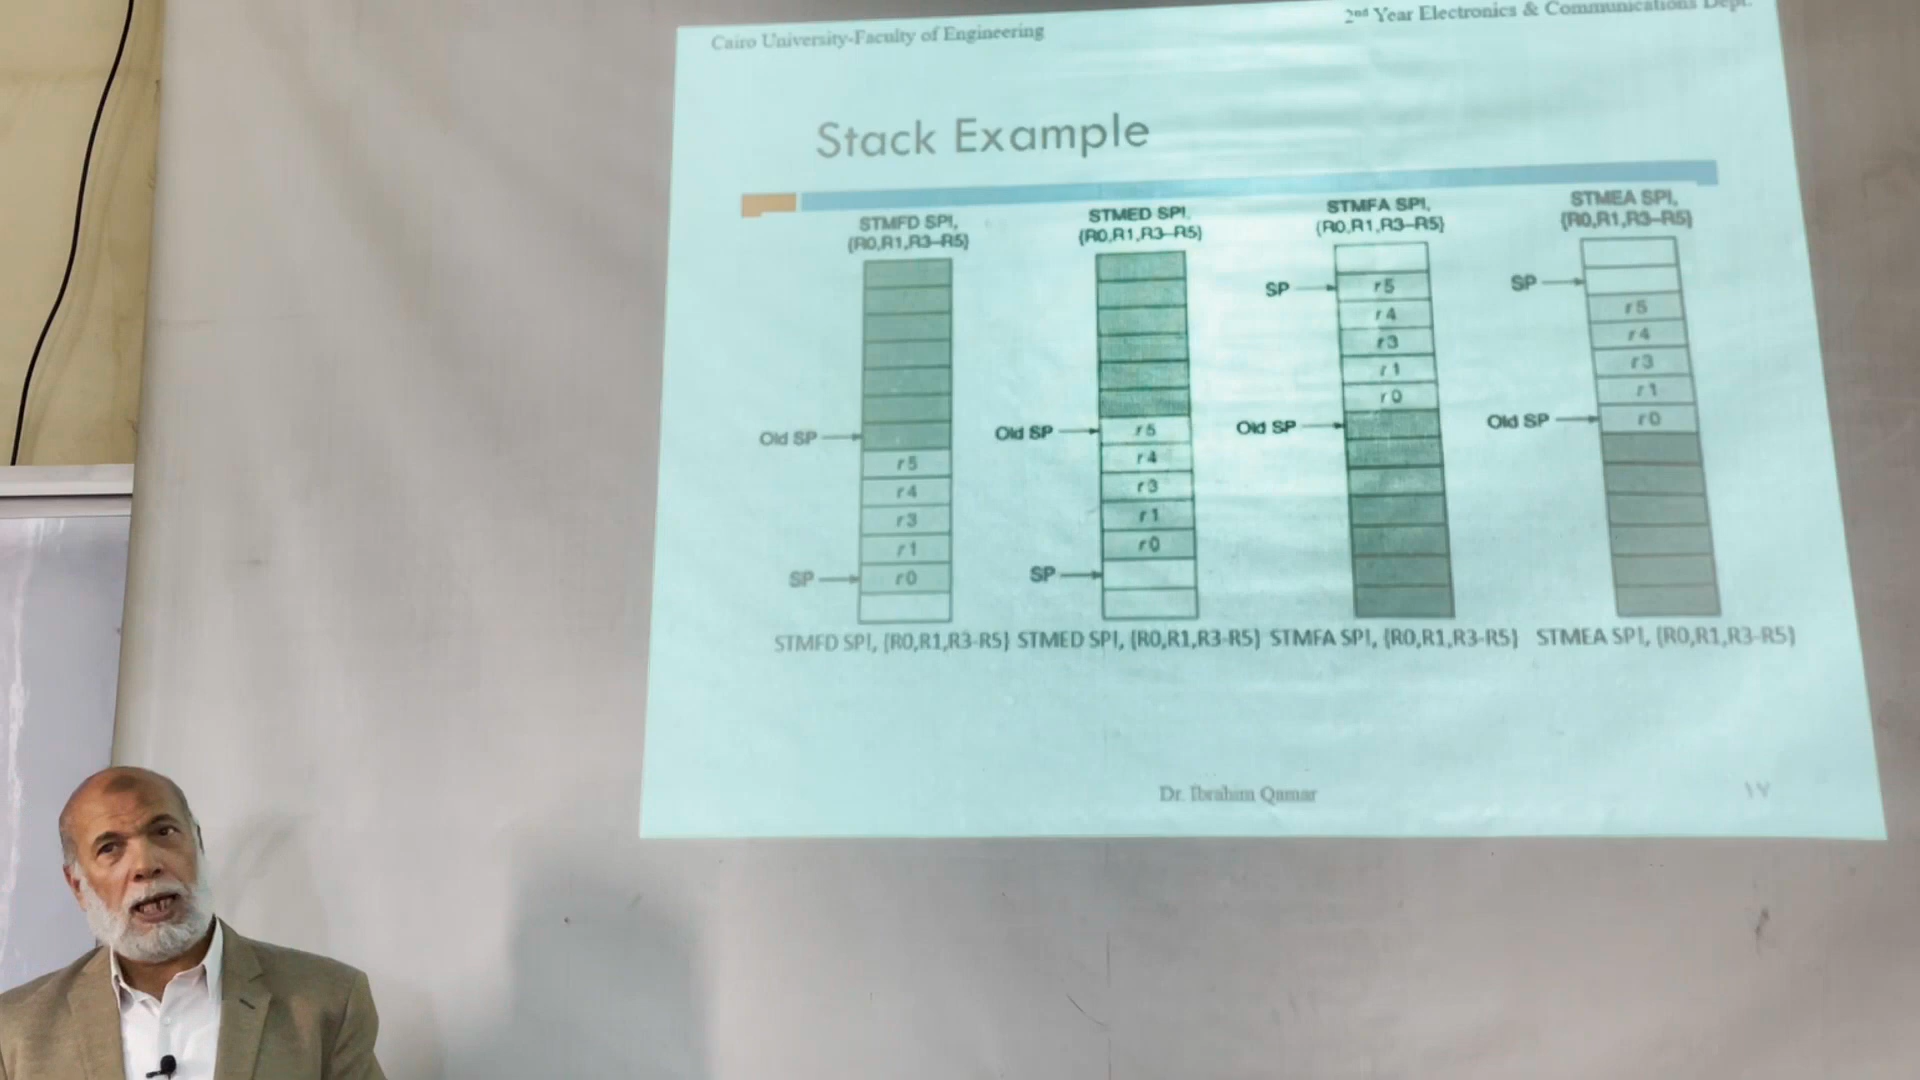 Cairo University-Faculty of Engineering
2nd Year Electronics & Communications Dept.
Stack Example
STMFD SP!,
{R0,R1,R3–R5}
Old SP
r5
r4
r3
r1
SP
r0
STMED SP!,
{R0,R1,R3–R5}
Old SP
r5
r4
r3
r1
r0
SP
STMFA SP!,
{R0,R1,R3–R5}
SP
r5
r4
r3
r1
r0
Old SP
STMEA SP!,
{R0,R1,R3–R5}
SP
r5
r4
r3
r1
Old SP
r0
STMFD SP!, {R0,R1,R3-R5}
STMED SP!, {R0,R1,R3-R5}
STMFA SP!, {R0,R1,R3-R5}
STMEA SP!, {R0,R1,R3-R5}
Dr. Ibrahim Qamar
١٧